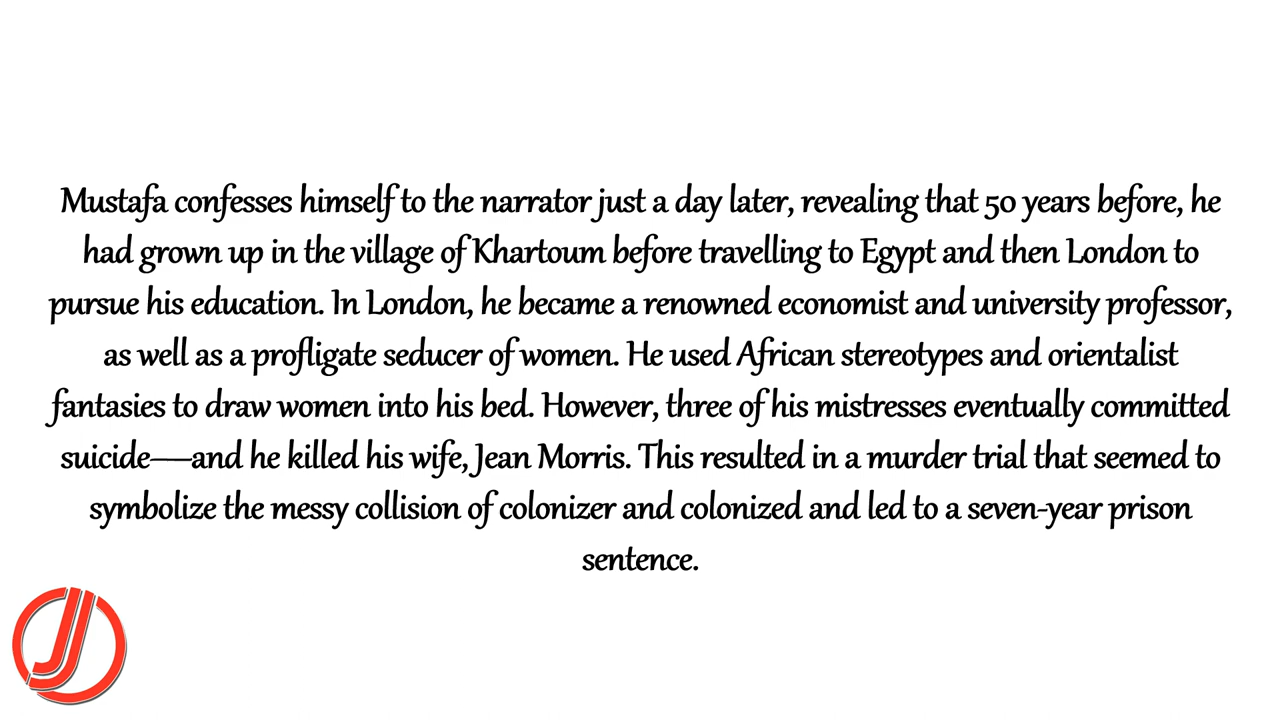 Mustafa confesses himself to the narrator just a day later, revealing that 50 years before, he
had grown up in the village of Khartoum before travelling to Egypt and then London to
pursue his education. In London, he became a renowned economist and university professor,
as well as a profligate seducer of women. He used African stereotypes and orientalist
fantasies to draw women into his bed. However, three of his mistresses eventually committed
suicide—–and he killed his wife, Jean Morris. This resulted in a murder trial that seemed to
symbolize the messy collision of colonizer and colonized and led to a seven-year prison
sentence.
JJ